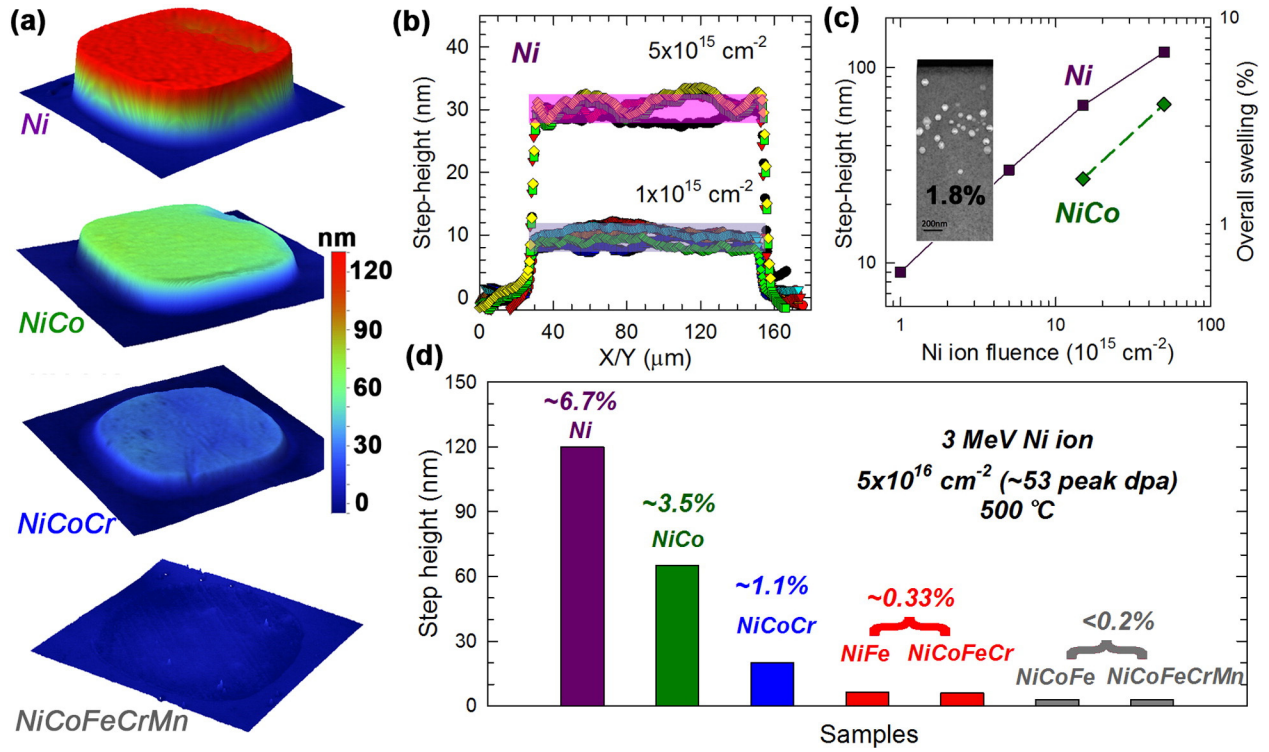 (a)
Ni
NiCo
NiCoCr
NiCoFeCrMn
nm
120
90
60
30
0
(b)
Ni
5x10¹⁵ cm⁻²
1x10¹⁵ cm⁻²
Step-height (nm)
40
30
20
10
0
0 40 80 120 160
X/Y (μm)
(c)
Ni
NiCo
1.8%
200nm
Step-height (nm)
100
10
Overall swelling (%)
10
1
1 10 100
Ni ion fluence (10¹⁵ cm⁻²)
(d)
Step height (nm)
150
120
90
60
30
0
~6.7%
Ni
~3.5%
NiCo
~1.1%
NiCoCr
~0.33%
NiFe NiCoFeCr
<0.2%
NiCoFe NiCoFeCrMn
3 MeV Ni ion
5x10¹⁶ cm⁻² (~53 peak dpa)
500 °C
Samples